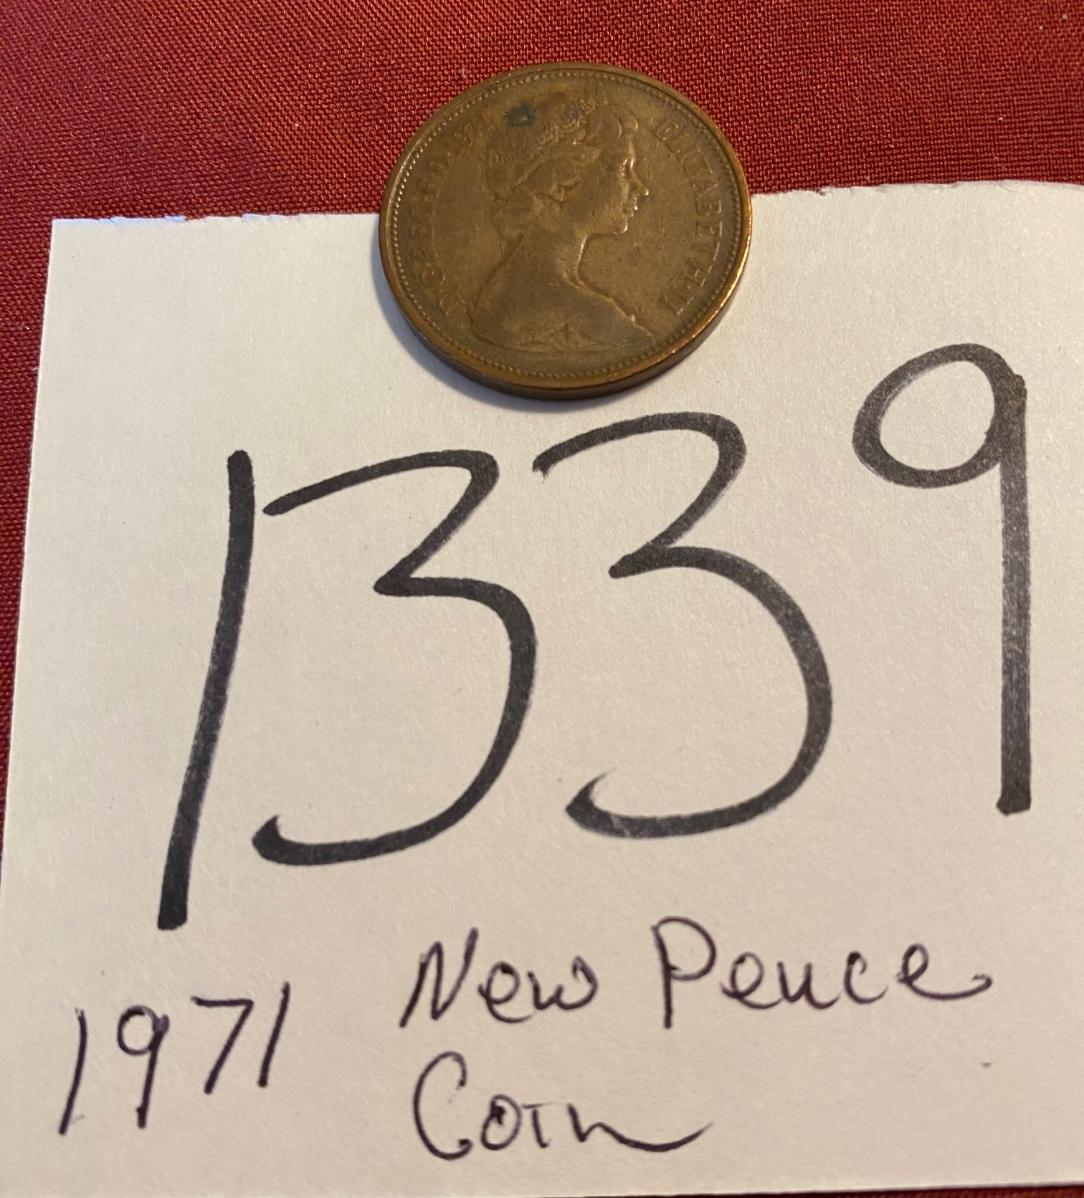 D·G·REG·F·D·1971 ELIZABETH·II
1339
1971 New Pence
Coin